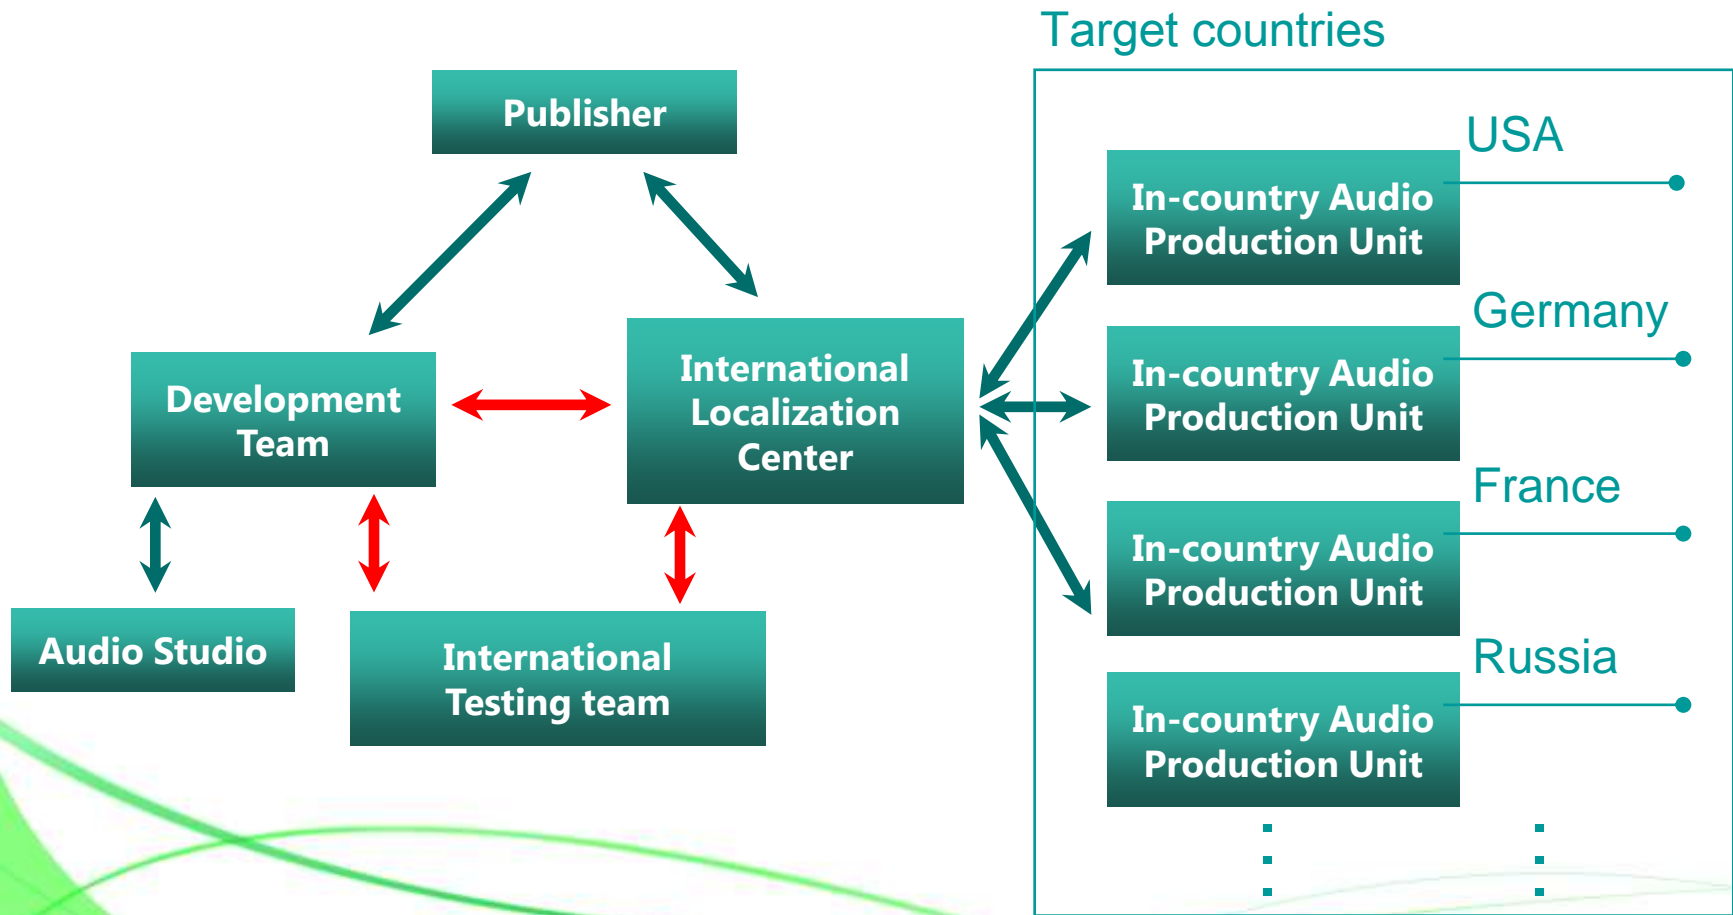 Target countries
Publisher
USA
In-country Audio
Production Unit
Germany
International
Localization
Center
Development
Team
In-country Audio
Production Unit
France
In-country Audio
Production Unit
Audio Studio
International
Testing team
Russia
In-country Audio
Production Unit